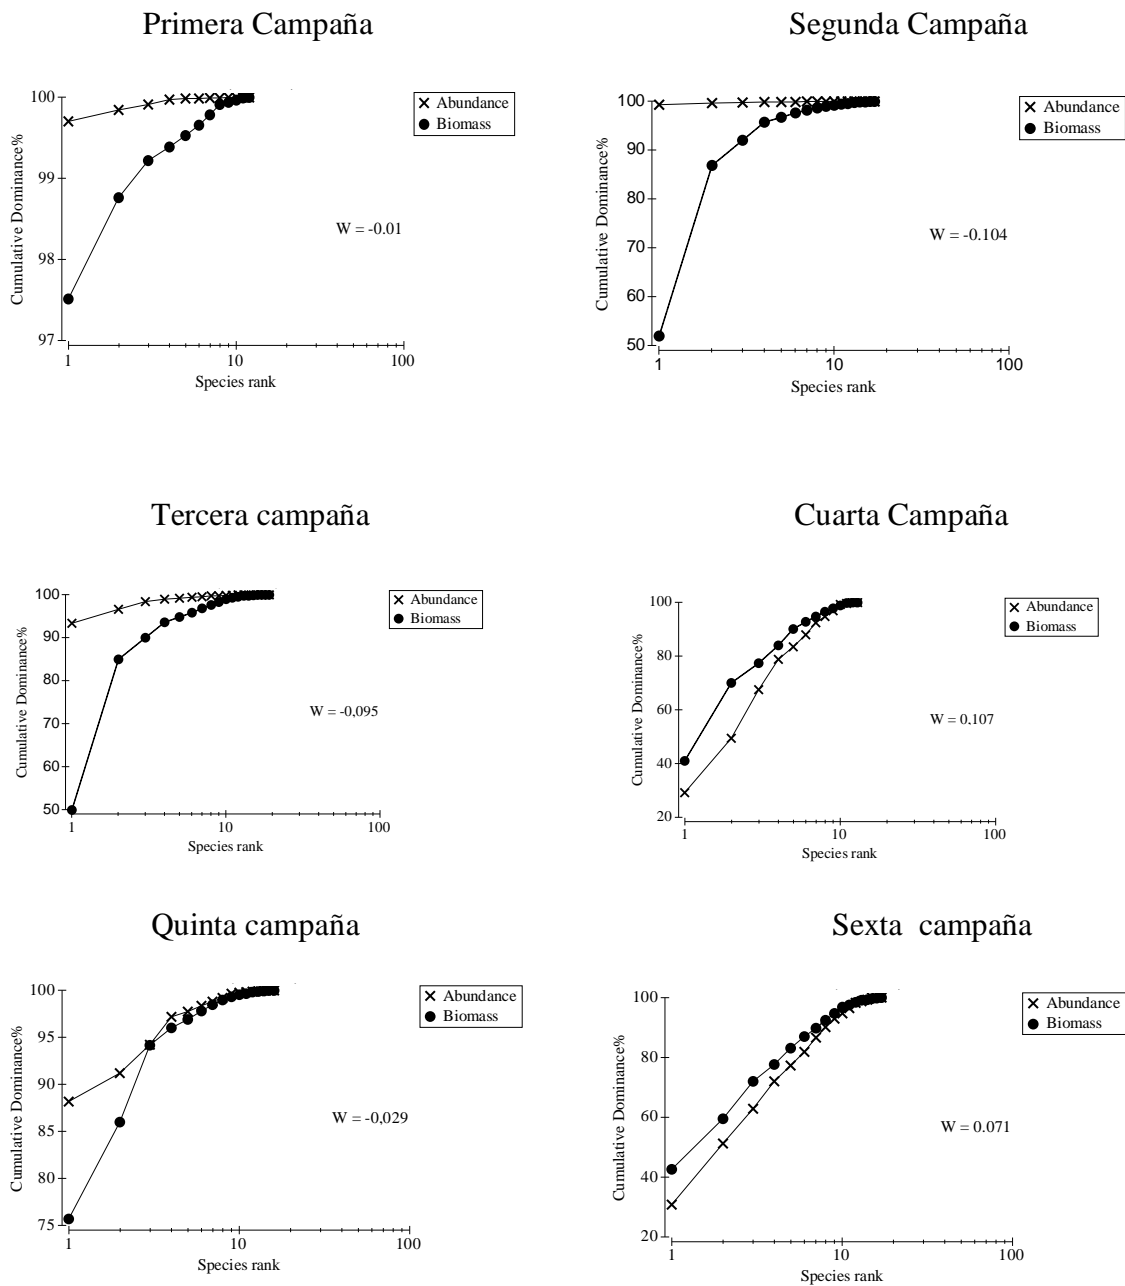 Primera Campaña
Segunda Campaña
100
99
98
97
Cumulative Dominance%
1
10
100
Species rank
Abundance
Biomass
W = -0.01
100
90
80
70
60
50
Cumulative Dominance%
1
10
100
Species rank
Abundance
Biomass
W = -0.104
Tercera campaña
Cuarta Campaña
100
90
80
70
60
50
Cumulative Dominance%
1
10
100
Species rank
Abundance
Biomass
W = -0,095
100
80
60
40
20
Cumulative Dominance%
1
10
100
Species rank
Abundance
Biomass
W = 0,107
Quinta campaña
Sexta campaña
100
95
90
85
80
75
Cumulative Dominance%
1
10
100
Species rank
Abundance
Biomass
W = -0,029
100
80
60
40
20
Cumulative Dominance%
1
10
100
Species rank
Abundance
Biomass
W = 0.071